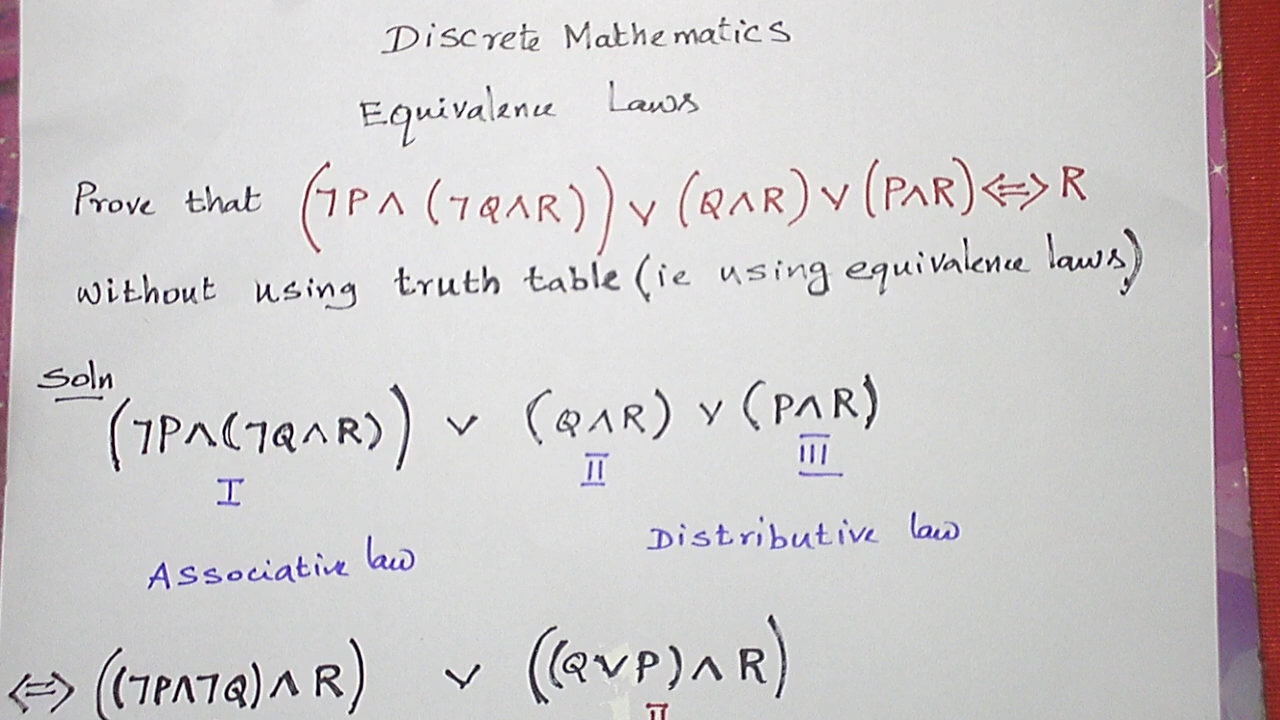 Discrete Mathematics
Equivalence Laws
Prove that (¬P∧(¬Q∧R))∨(Q∧R)∨(P∧R)⇔R
without using truth table (ie using equivalence laws)
Soln
(¬P∧(¬Q∧R)) ∨ (Q∧R) ∨ (P∧R)
I II III
Associative law Distributive law
⇔ ((¬P∧¬Q)∧R) ∨ ((Q∨P)∧R)
II